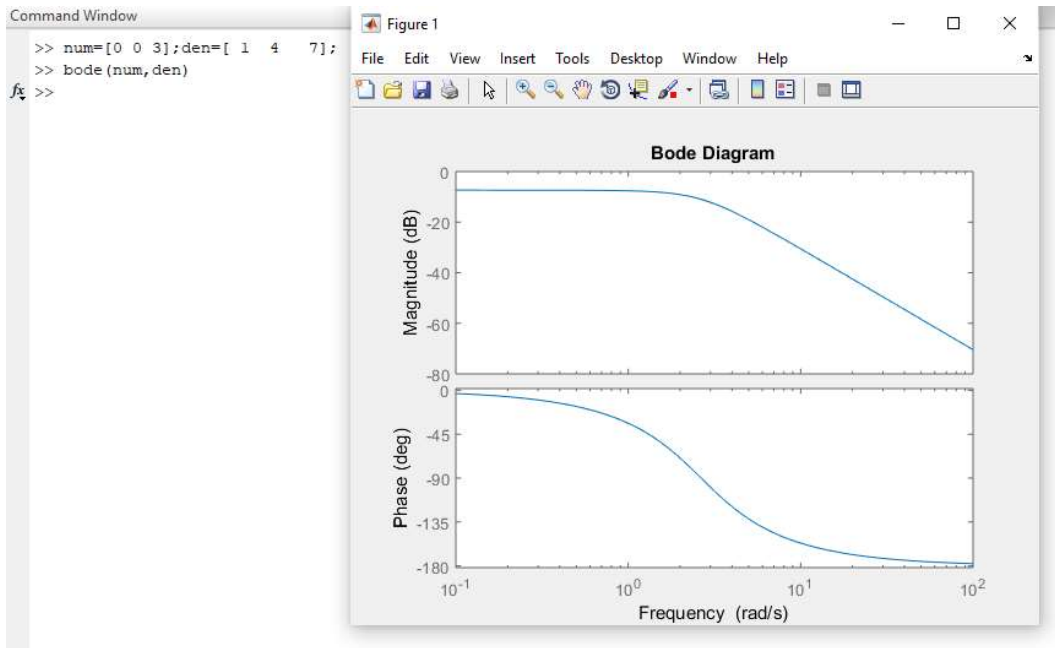 Command Window
>> num=[0 0 3];den=[ 1  4   7];
>> bode(num,den)
fx >>
Figure 1
File Edit View Insert Tools Desktop Window Help
Bode Diagram
Magnitude (dB)
0
-20
-40
-60
-80
Phase (deg)
0
-45
-90
-135
-180
10^-1
10^0
10^1
10^2
Frequency (rad/s)